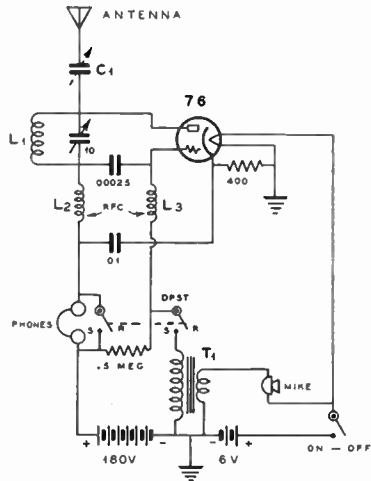 ANTENNA
C1
76
L1
10
00025
400
L2
RFC
L3
01
DPST
PHONES
S
R
S
R
T1
.5 MEG
MIKE
+
-
-
+
180V
6V
ON - OFF